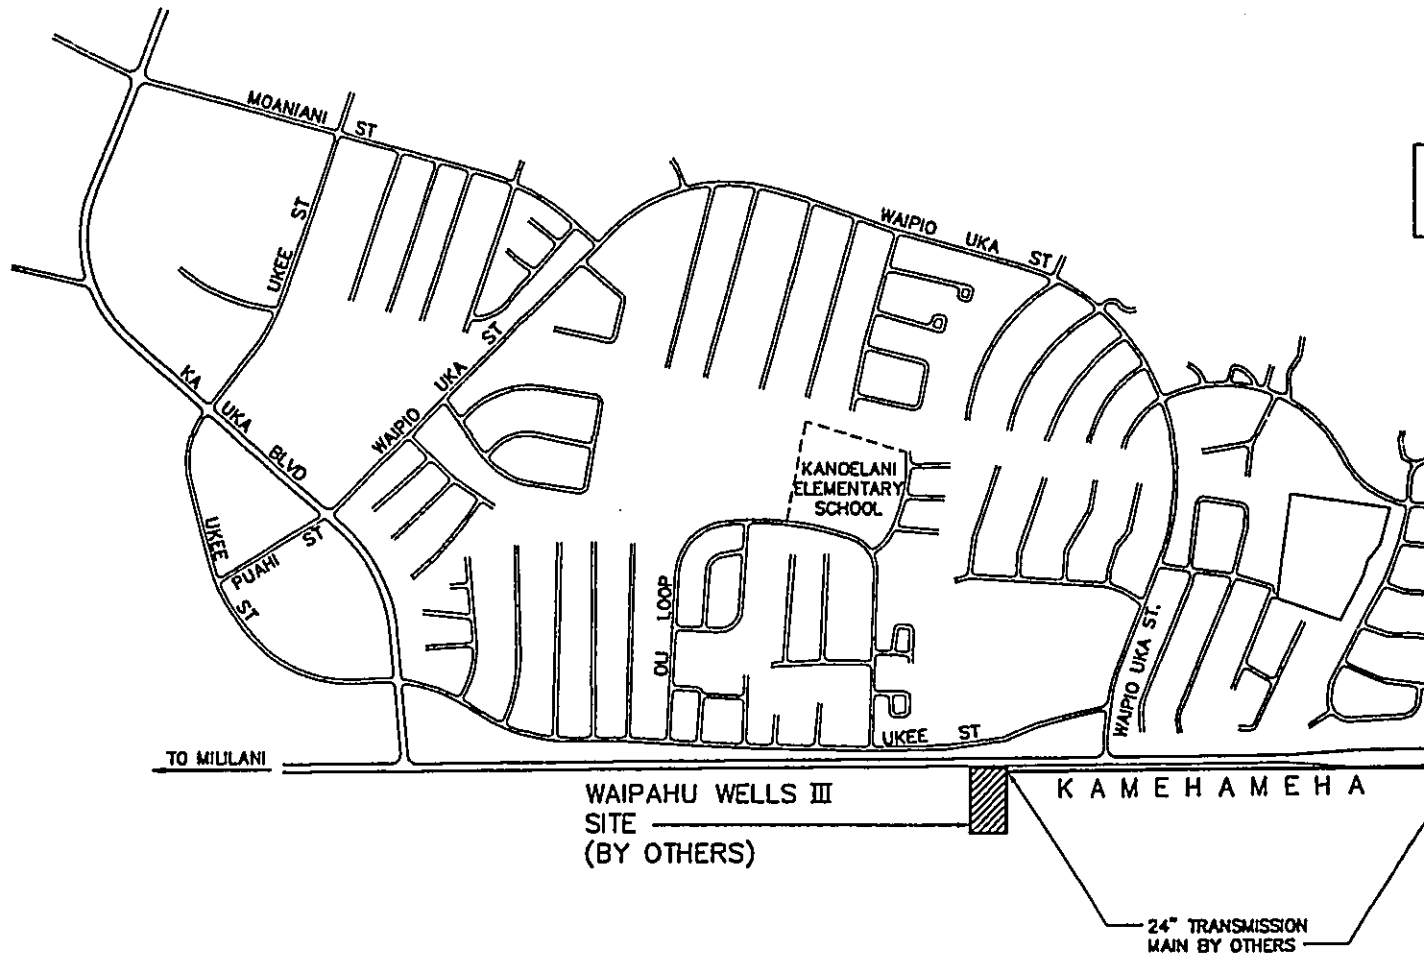 MOANIANI ST
UKEE ST
WAIPIO UKA ST
KA UKA BLVD
WAIPIO UKA ST
KANOELANI
ELEMENTARY
SCHOOL
UKEE ST
PUAHI ST
OLI LOOP
WAIPIO UKA ST.
UKEE ST
TO MILILANI
KAMEHAMEHA
WAIPAHU WELLS III
SITE
(BY OTHERS)
24" TRANSMISSION
MAIN BY OTHERS